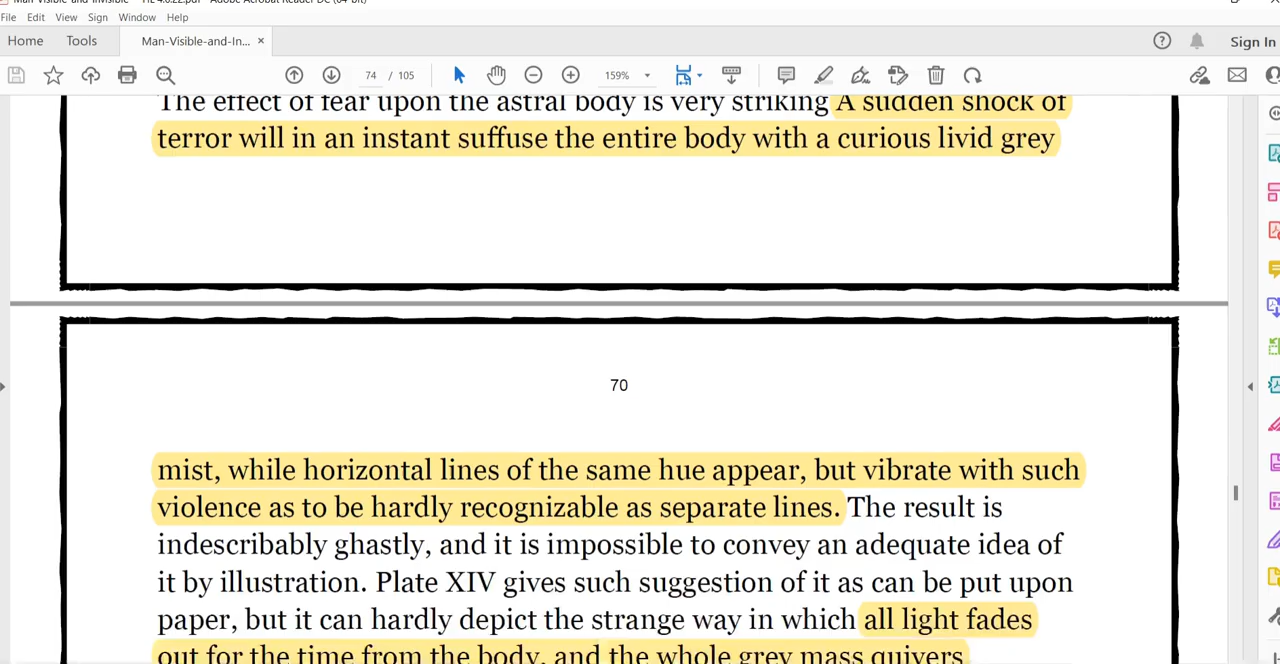 File Edit View Sign Window Help
Home Tools Man-Visible-and-In... × Sign In
74 / 105 159%
The effect of fear upon the astral body is very striking A sudden shock of
terror will in an instant suffuse the entire body with a curious livid grey
70
mist, while horizontal lines of the same hue appear, but vibrate with such
violence as to be hardly recognizable as separate lines. The result is
indescribably ghastly, and it is impossible to convey an adequate idea of
it by illustration. Plate XIV gives such suggestion of it as can be put upon
paper, but it can hardly depict the strange way in which all light fades
out for the time from the body, and the whole grey mass quivers